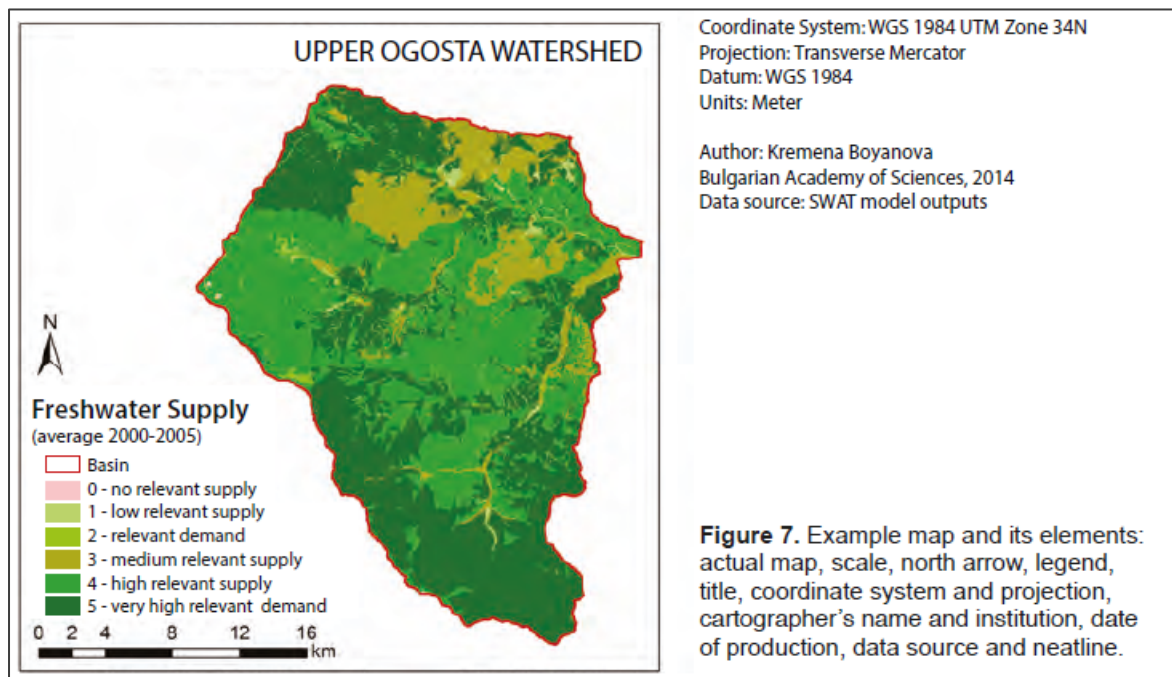 UPPER OGOSTA WATERSHED
N
Freshwater Supply
(average 2000-2005)
Basin
0 - no relevant supply
1 - low relevant supply
2 - relevant demand
3 - medium relevant supply
4 - high relevant supply
5 - very high relevant demand
0 2 4 8 12 16
km
Coordinate System: WGS 1984 UTM Zone 34N
Projection: Transverse Mercator
Datum: WGS 1984
Units: Meter
Author: Kremena Boyanova
Bulgarian Academy of Sciences, 2014
Data source: SWAT model outputs
Figure 7. Example map and its elements:
actual map, scale, north arrow, legend,
title, coordinate system and projection,
cartographer's name and institution, date
of production, data source and neatline.